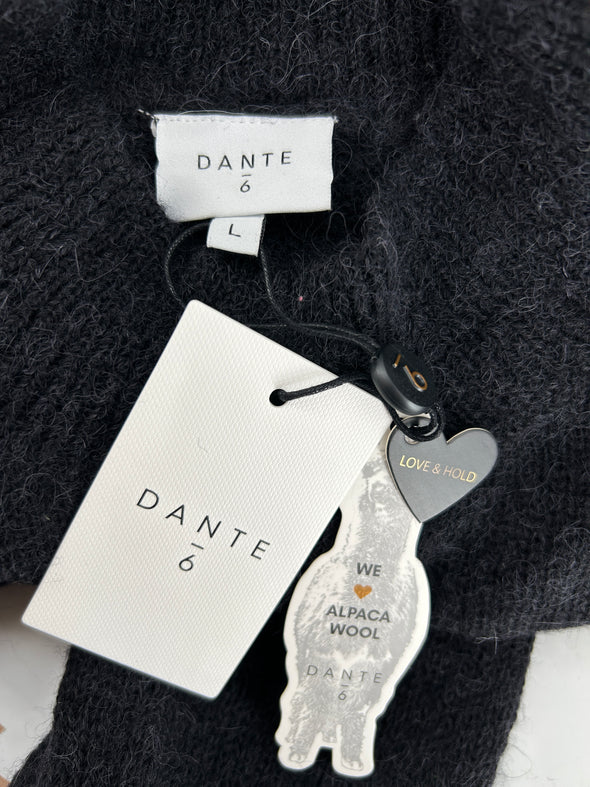 DANTE
6
L
6
LOVE & HOLD
DANTE
6
WE
ALPACA
WOOL
DANTE
6